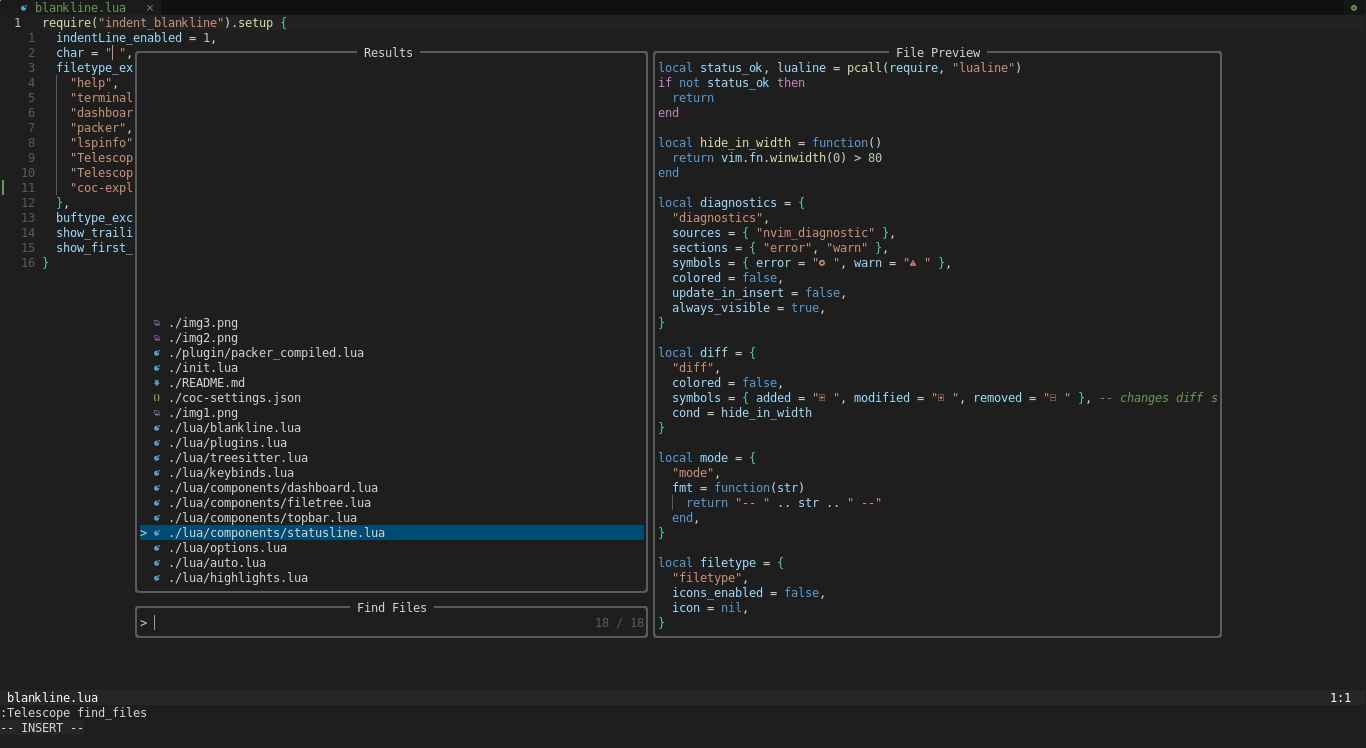 blankline.lua ×
1 require("indent_blankline").setup {
1 indentLine_enabled = 1,
2 char = "▏",
3 filetype_ex
4 "help",
5 "terminal
6 "dashboar
7 "packer",
8 "lspinfo"
9 "Telescop
10 "Telescop
11 "coc-expl
12 },
13 buftype_exc
14 show_traili
15 show_first_
16 }
Results
./img3.png
./img2.png
./plugin/packer_compiled.lua
./init.lua
./README.md
./coc-settings.json
./img1.png
./lua/blankline.lua
./lua/plugins.lua
./lua/treesitter.lua
./lua/keybinds.lua
./lua/components/dashboard.lua
./lua/components/filetree.lua
./lua/components/topbar.lua
> ./lua/components/statusline.lua
./lua/options.lua
./lua/auto.lua
./lua/highlights.lua
Find Files
> 18 / 18
File Preview
local status_ok, lualine = pcall(require, "lualine")
if not status_ok then
return
end
local hide_in_width = function()
return vim.fn.winwidth(0) > 80
end
local diagnostics = {
"diagnostics",
sources = { "nvim_diagnostic" },
sections = { "error", "warn" },
symbols = { error = " ", warn = " " },
colored = false,
update_in_insert = false,
always_visible = true,
}
local diff = {
"diff",
colored = false,
symbols = { added = " ", modified = " ", removed = " " }, -- changes diff s
cond = hide_in_width
}
local mode = {
"mode",
fmt = function(str)
return "-- " .. str .. " --"
end,
}
local filetype = {
"filetype",
icons_enabled = false,
icon = nil,
}
blankline.lua 1:1
:Telescope find_files
-- INSERT --